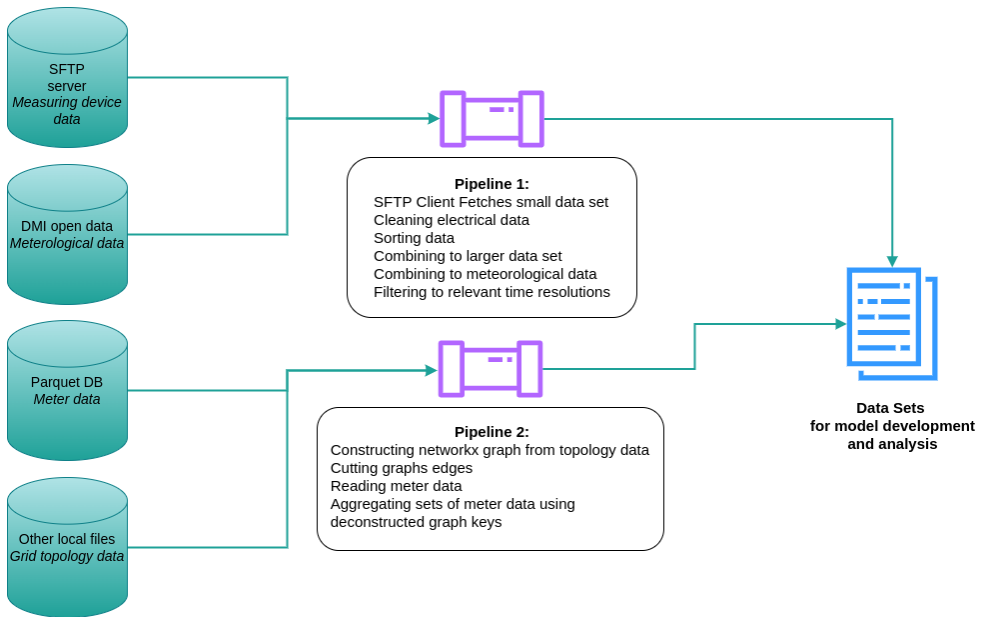 SFTP
server
Measuring device
data
DMI open data
Meterological data
Parquet DB
Meter data
Other local files
Grid topology data
Pipeline 1:
SFTP Client Fetches small data set
Cleaning electrical data
Sorting data
Combining to larger data set
Combining to meteorological data
Filtering to relevant time resolutions
Pipeline 2:
Constructing networkx graph from topology data
Cutting graphs edges
Reading meter data
Aggregating sets of meter data using
deconstructed graph keys
Data Sets
for model development
and analysis